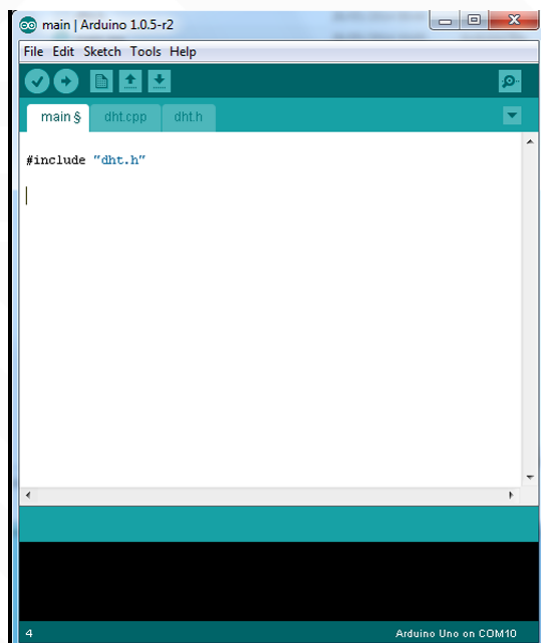 main | Arduino 1.0.5-r2
File Edit Sketch Tools Help
main § dht.cpp dht.h
#include "dht.h"
4 Arduino Uno on COM10